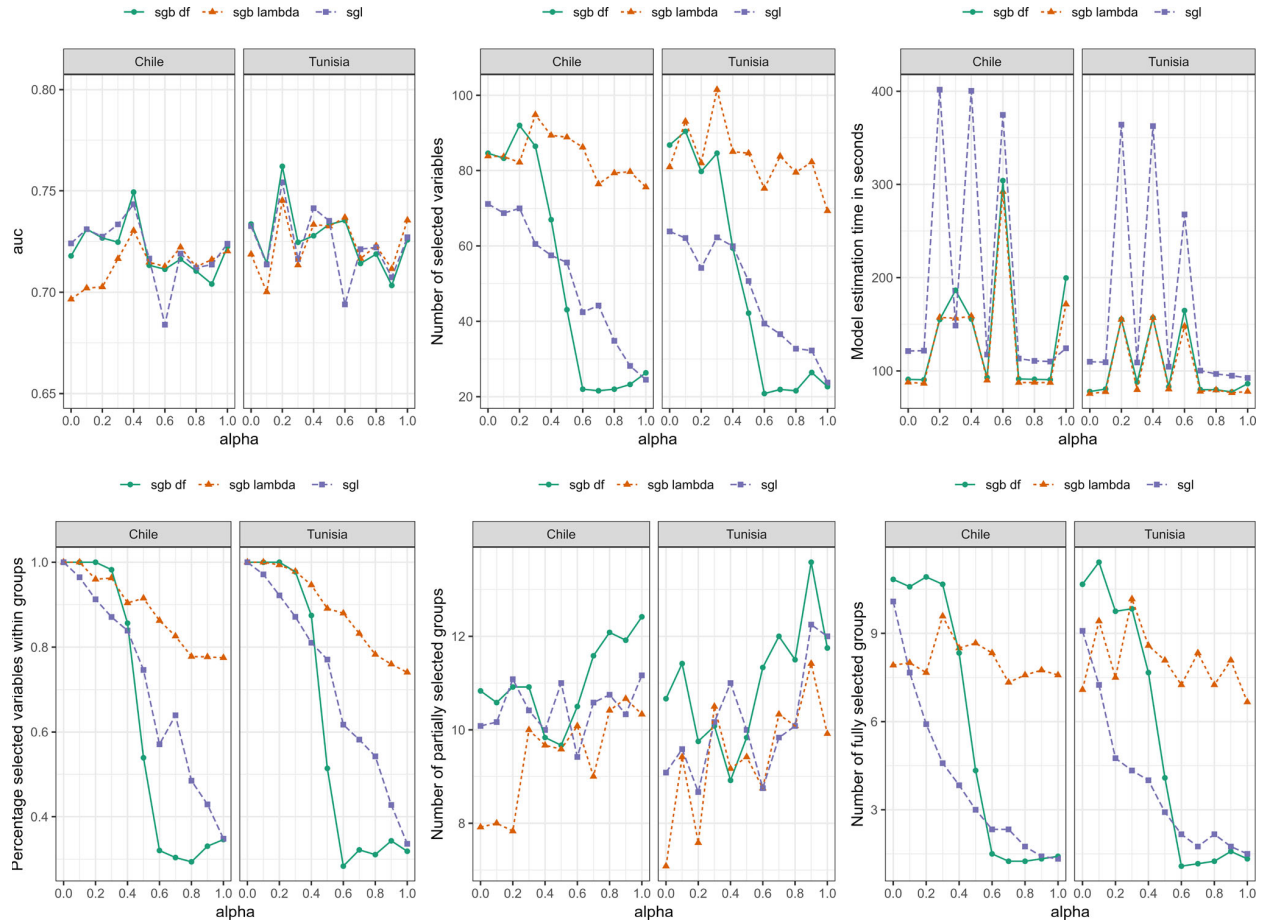 sgb df sgb lambda sgl
Chile Tunisia
auc
0.80
0.75
0.70
0.65
0.0 0.2 0.4 0.6 0.8 1.0 0.0 0.2 0.4 0.6 0.8 1.0
alpha
sgb df sgb lambda sgl
Chile Tunisia
Number of selected variables
100
80
60
40
20
0.0 0.2 0.4 0.6 0.8 1.0 0.0 0.2 0.4 0.6 0.8 1.0
alpha
sgb df sgb lambda sgl
Chile Tunisia
Model estimation time in seconds
400
300
200
100
0.0 0.2 0.4 0.6 0.8 1.0 0.0 0.2 0.4 0.6 0.8 1.0
alpha
sgb df sgb lambda sgl
Chile Tunisia
Percentage selected variables within groups
1.0
0.8
0.6
0.4
0.0 0.2 0.4 0.6 0.8 1.0 0.0 0.2 0.4 0.6 0.8 1.0
alpha
sgb df sgb lambda sgl
Chile Tunisia
Number of partially selected groups
12
10
8
0.0 0.2 0.4 0.6 0.8 1.0 0.0 0.2 0.4 0.6 0.8 1.0
alpha
sgb df sgb lambda sgl
Chile Tunisia
Number of fully selected groups
9
6
3
0.0 0.2 0.4 0.6 0.8 1.0 0.0 0.2 0.4 0.6 0.8 1.0
alpha